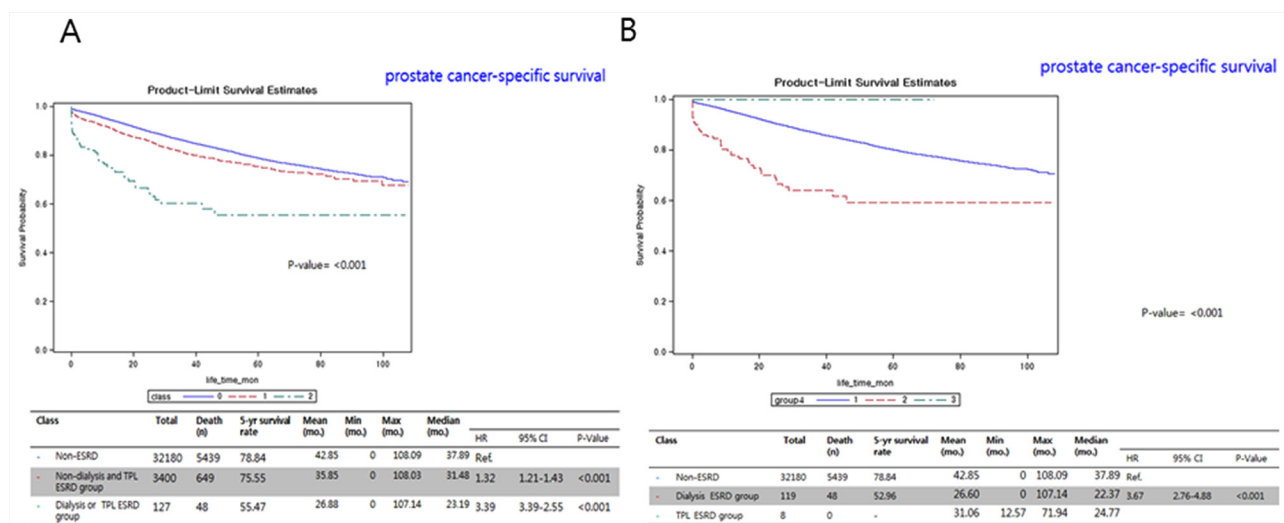 A
prostate cancer-specific survival
Product-Limit Survival Estimates
1.0
0.8
0.6
0.4
0.2
0.0
Survival Probability
P-value= <0.001
0 20 40 60 80 100
life_time_mon
class 0 1 2
Class Total Death (n) 5-yr survival rate Mean (mo.) Min (mo.) Max (mo.) Median (mo.) HR 95% CI P-Value
Non-ESRD 32180 5439 78.84 42.85 0 108.09 37.89 Ref.
Non-dialysis and TPL ESRD group 3400 649 75.55 35.85 0 108.03 31.48 1.32 1.21-1.43 <0.001
Dialysis or TPL ESRD group 127 48 55.47 26.88 0 107.14 23.19 3.39 3.39-2.55 <0.001
B
prostate cancer-specific survival
Product-Limit Survival Estimates
1.0
0.8
0.6
0.4
0.2
0.0
Survival Probability
P-value= <0.001
0 20 40 60 80 100
life_time_mon
group4 1 2 3
Class Total Death (n) 5-yr survival rate Mean (mo.) Min (mo.) Max (mo.) Median (mo.) HR 95% CI P-Value
Non-ESRD 32180 5439 78.84 42.85 0 108.09 37.89 Ref.
Dialysis ESRD group 119 48 52.96 26.60 0 107.14 22.37 3.67 2.76-4.88 <0.001
TPL ESRD group 8 0 - 31.06 12.57 71.94 24.77